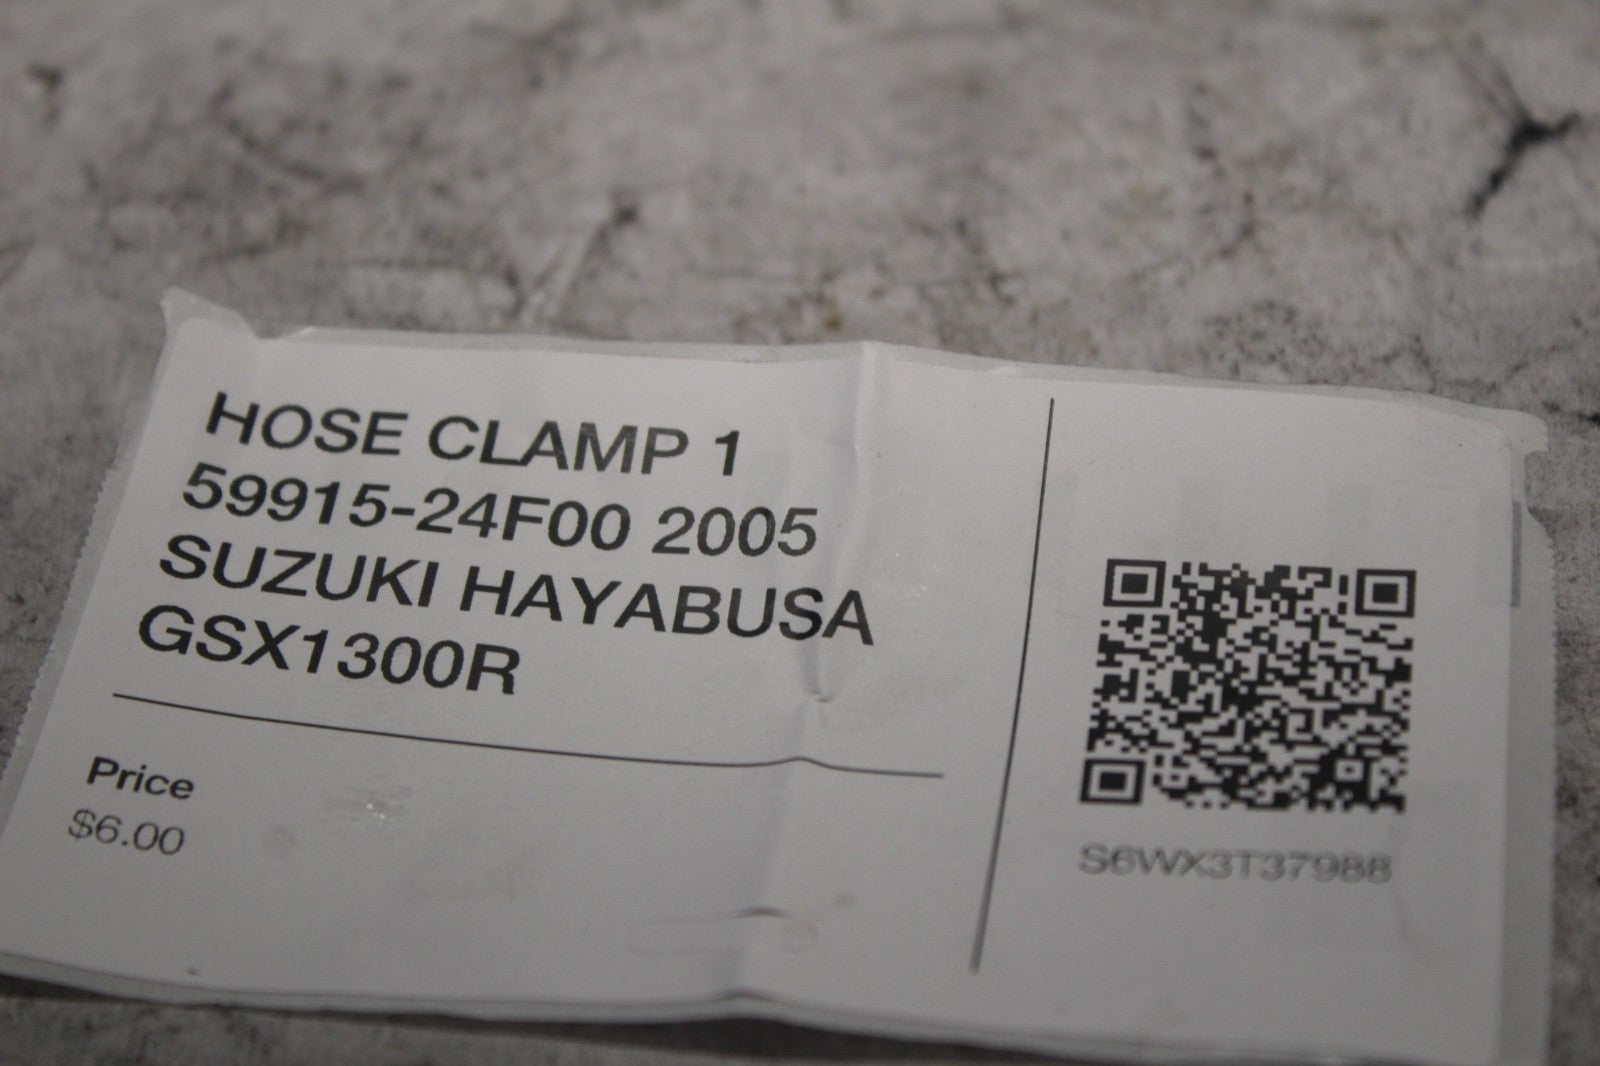 HOSE CLAMP 1
59915-24F00 2005
SUZUKI HAYABUSA
GSX1300R
Price
$6.00
S6WX3T37988